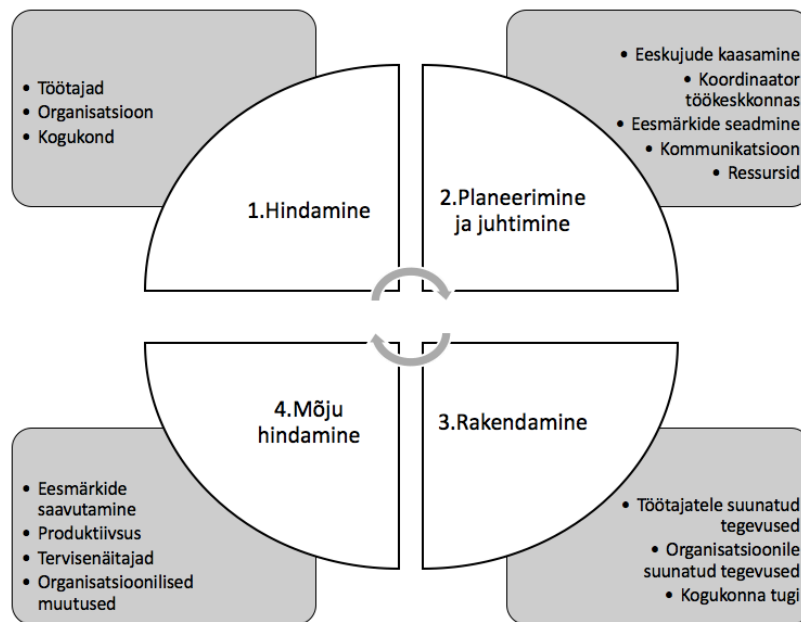 • Töötajad
• Organisatsioon
• Kogukond
1.Hindamine
• Eeskujude kaasamine
• Koordinaator
töökeskkonnas
• Eesmärkide seadmine
• Kommunikatsioon
• Ressursid
2.Planeerimine
ja juhtimine
3.Rakendamine
• Töötajatele suunatud
tegevused
• Organisatsioonile
suunatud tegevused
• Kogukonna tugi
4.Mõju
hindamine
• Eesmärkide
saavutamine
• Produktiivsus
• Tervisenäitajad
• Organisatsioonilised
muutused